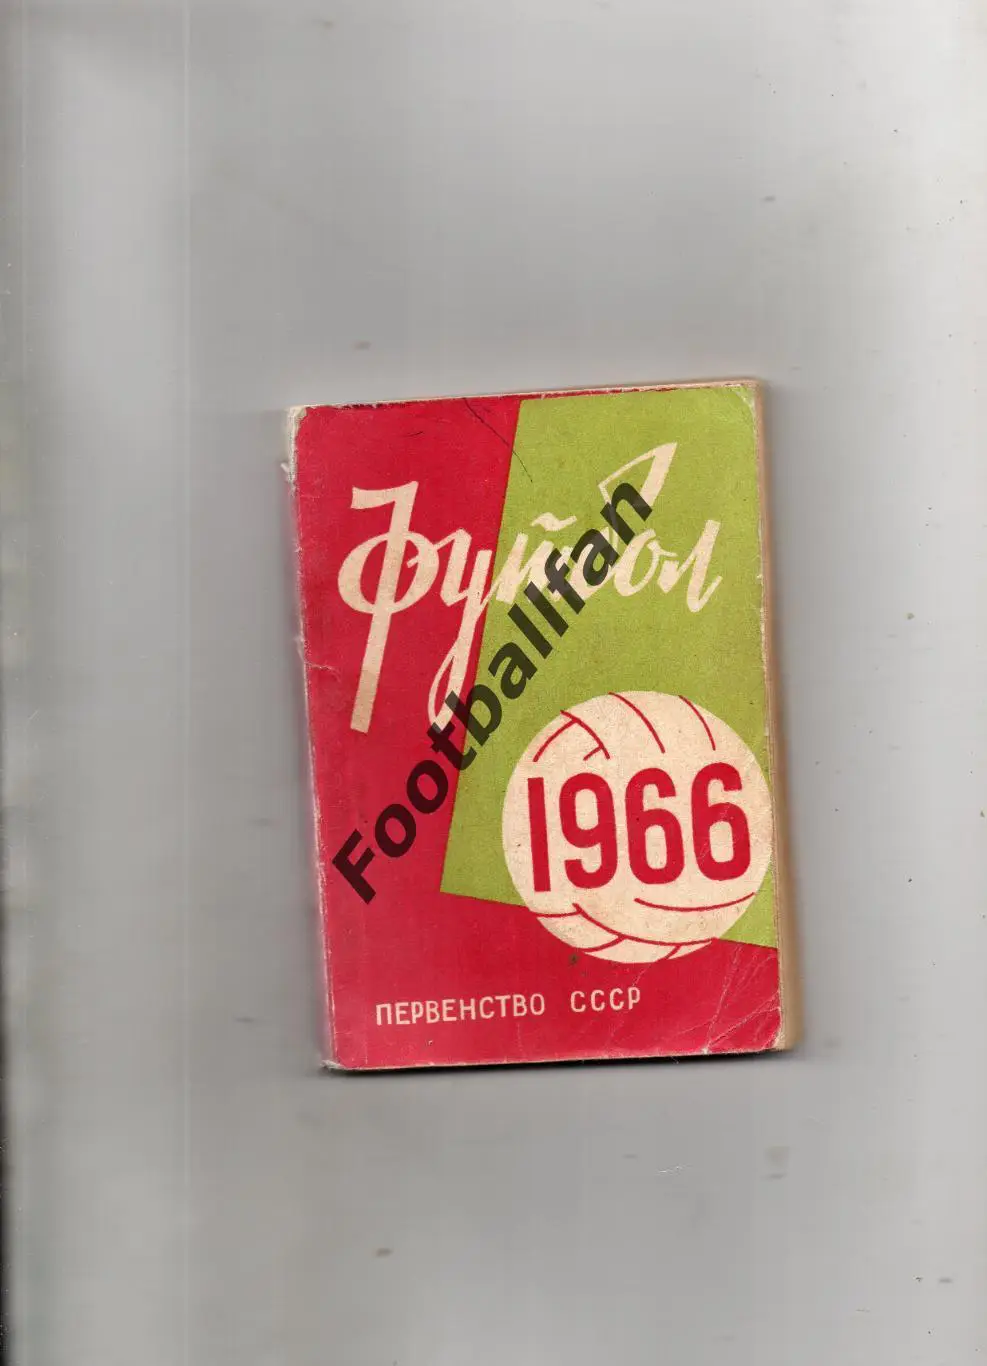 Футбол
1966
ПЕРВЕНСТВО СССР
Footballfan